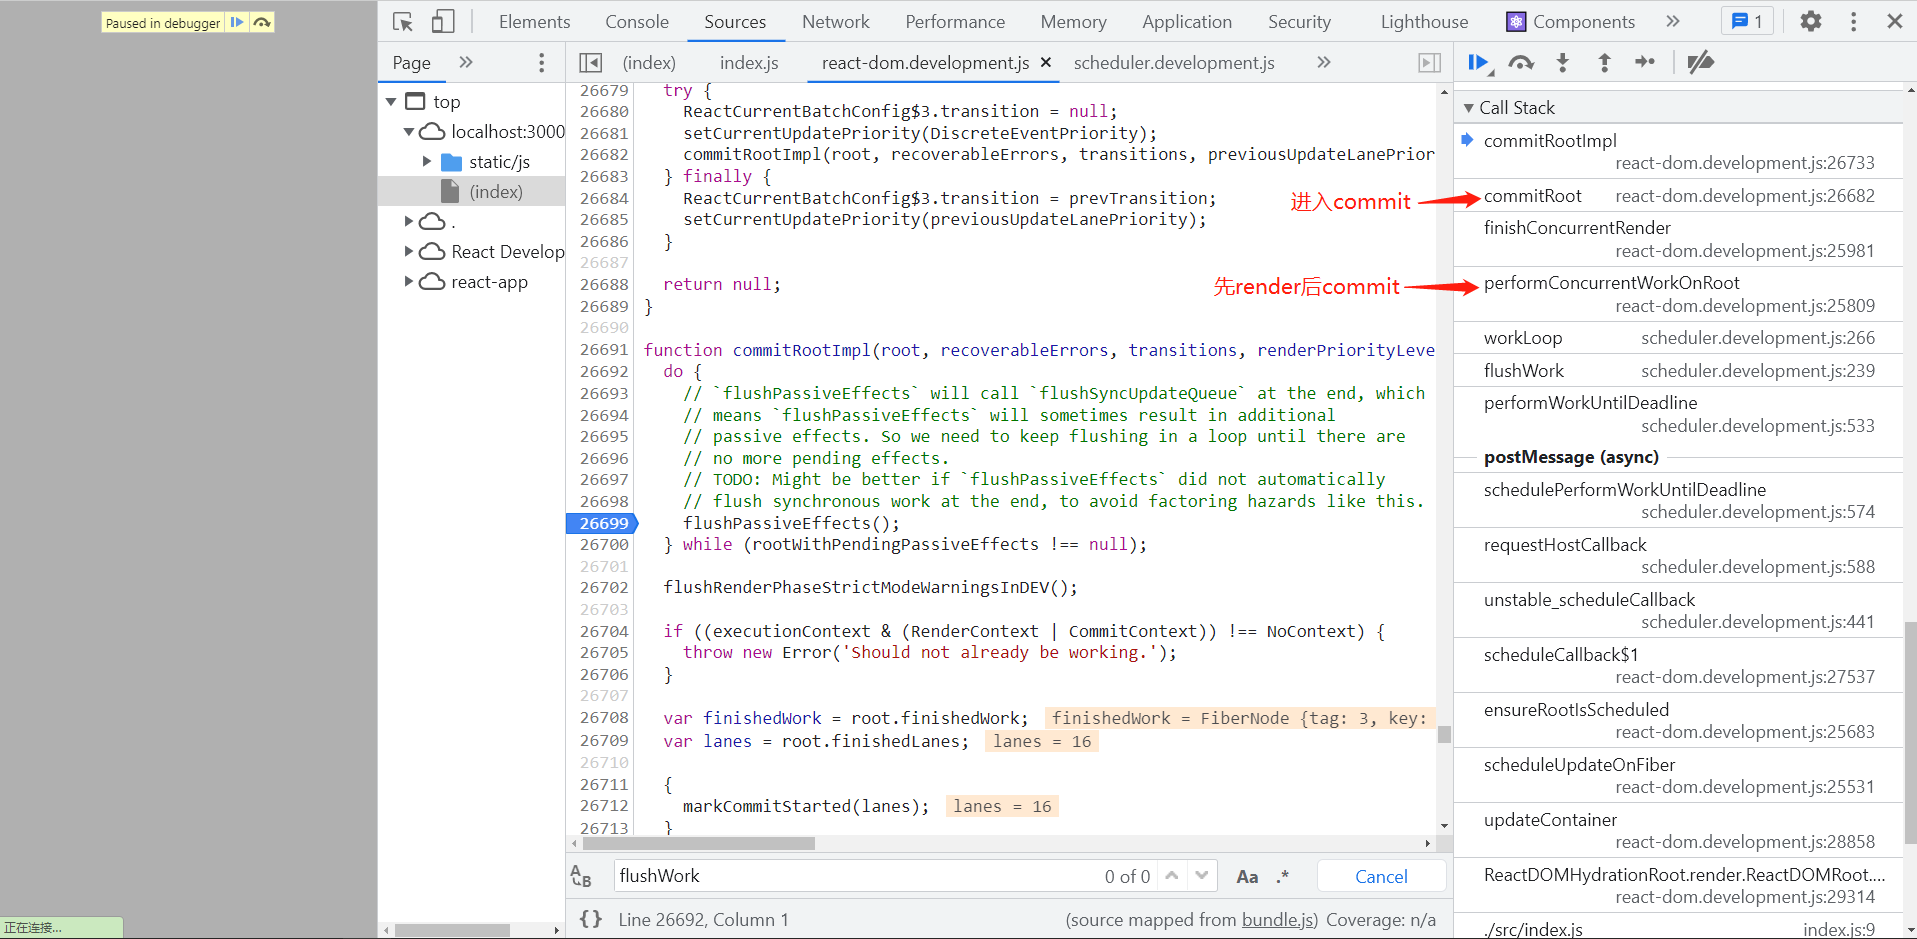 Paused in debugger
Elements Console Sources Network Performance Memory Application Security Lighthouse Components 1
Page
(index) index.js react-dom.development.js scheduler.development.js
top
localhost:3000
static/js
(index)
.
React Develop
react-app
26679 try {
26680 ReactCurrentBatchConfig$3.transition = null;
26681 setCurrentUpdatePriority(DiscreteEventPriority);
26682 commitRootImpl(root, recoverableErrors, transitions, previousUpdateLanePrior
26683 } finally {
26684 ReactCurrentBatchConfig$3.transition = prevTransition;
26685 setCurrentUpdatePriority(previousUpdateLanePriority);
26686 }
26687
26688 return null;
26689 }
26690
26691 function commitRootImpl(root, recoverableErrors, transitions, renderPriorityLeve
26692 do {
26693 // `flushPassiveEffects` will call `flushSyncUpdateQueue` at the end, which
26694 // means `flushPassiveEffects` will sometimes result in additional
26695 // passive effects. So we need to keep flushing in a loop until there are
26696 // no more pending effects.
26697 // TODO: Might be better if `flushPassiveEffects` did not automatically
26698 // flush synchronous work at the end, to avoid factoring hazards like this.
26699 flushPassiveEffects();
26700 } while (rootWithPendingPassiveEffects !== null);
26701
26702 flushRenderPhaseStrictModeWarningsInDEV();
26703
26704 if ((executionContext & (RenderContext | CommitContext)) !== NoContext) {
26705 throw new Error('Should not already be working.');
26706 }
26707
26708 var finishedWork = root.finishedWork; finishedWork = FiberNode {tag: 3, key:
26709 var lanes = root.finishedLanes; lanes = 16
26710
26711 {
26712 markCommitStarted(lanes); lanes = 16
26713 }
进入commit
先render后commit
flushWork 0 of 0 Aa .* Cancel
{} Line 26692, Column 1 (source mapped from bundle.js) Coverage: n/a
Call Stack
commitRootImpl
react-dom.development.js:26733
commitRoot react-dom.development.js:26682
finishConcurrentRender
react-dom.development.js:25981
performConcurrentWorkOnRoot
react-dom.development.js:25809
workLoop scheduler.development.js:266
flushWork scheduler.development.js:239
performWorkUntilDeadline
scheduler.development.js:533
postMessage (async)
schedulePerformWorkUntilDeadline
scheduler.development.js:574
requestHostCallback
scheduler.development.js:588
unstable_scheduleCallback
scheduler.development.js:441
scheduleCallback$1
react-dom.development.js:27537
ensureRootIsScheduled
react-dom.development.js:25683
scheduleUpdateOnFiber
react-dom.development.js:25531
updateContainer
react-dom.development.js:28858
ReactDOMHydrationRoot.render.ReactDOMRoot....
react-dom.development.js:29314
./src/index.js index.js:9
正在连接...